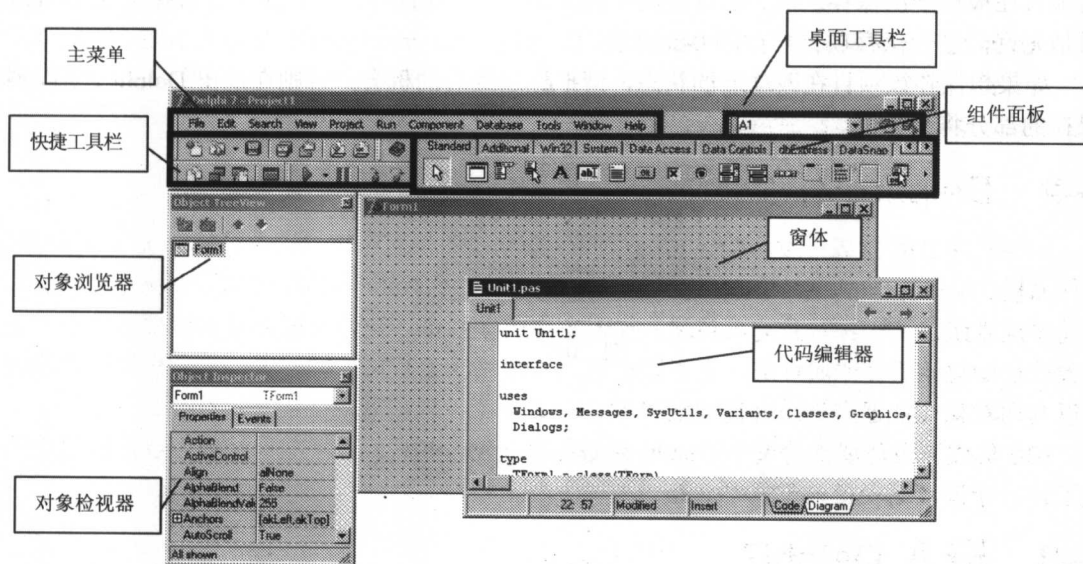 主菜单
桌面工具栏
组件面板
快捷工具栏
Delphi 7 - Project1
File Edit Search View Project Run Component Database Tools Window Help
A1
Standard Additional Win32 System Data Access Data Controls dbExpress DataSnap
Object TreeView
Form1
Form1
窗体
对象浏览器
Unit1.pas
Unit1
unit Unit1;
interface
uses
Windows, Messages, SysUtils, Variants, Classes, Graphics,
Dialogs;
type
TForm1 = class(TForm)
代码编辑器
22: 57 Modified Insert Code Diagram
Object Inspector
Form1 TForm1
Properties Events
Action
ActiveControl
Align alNone
AlphaBlend False
AlphaBlendVal 255
Anchors [akLeft,akTop]
AutoScroll True
All shown
对象检视器